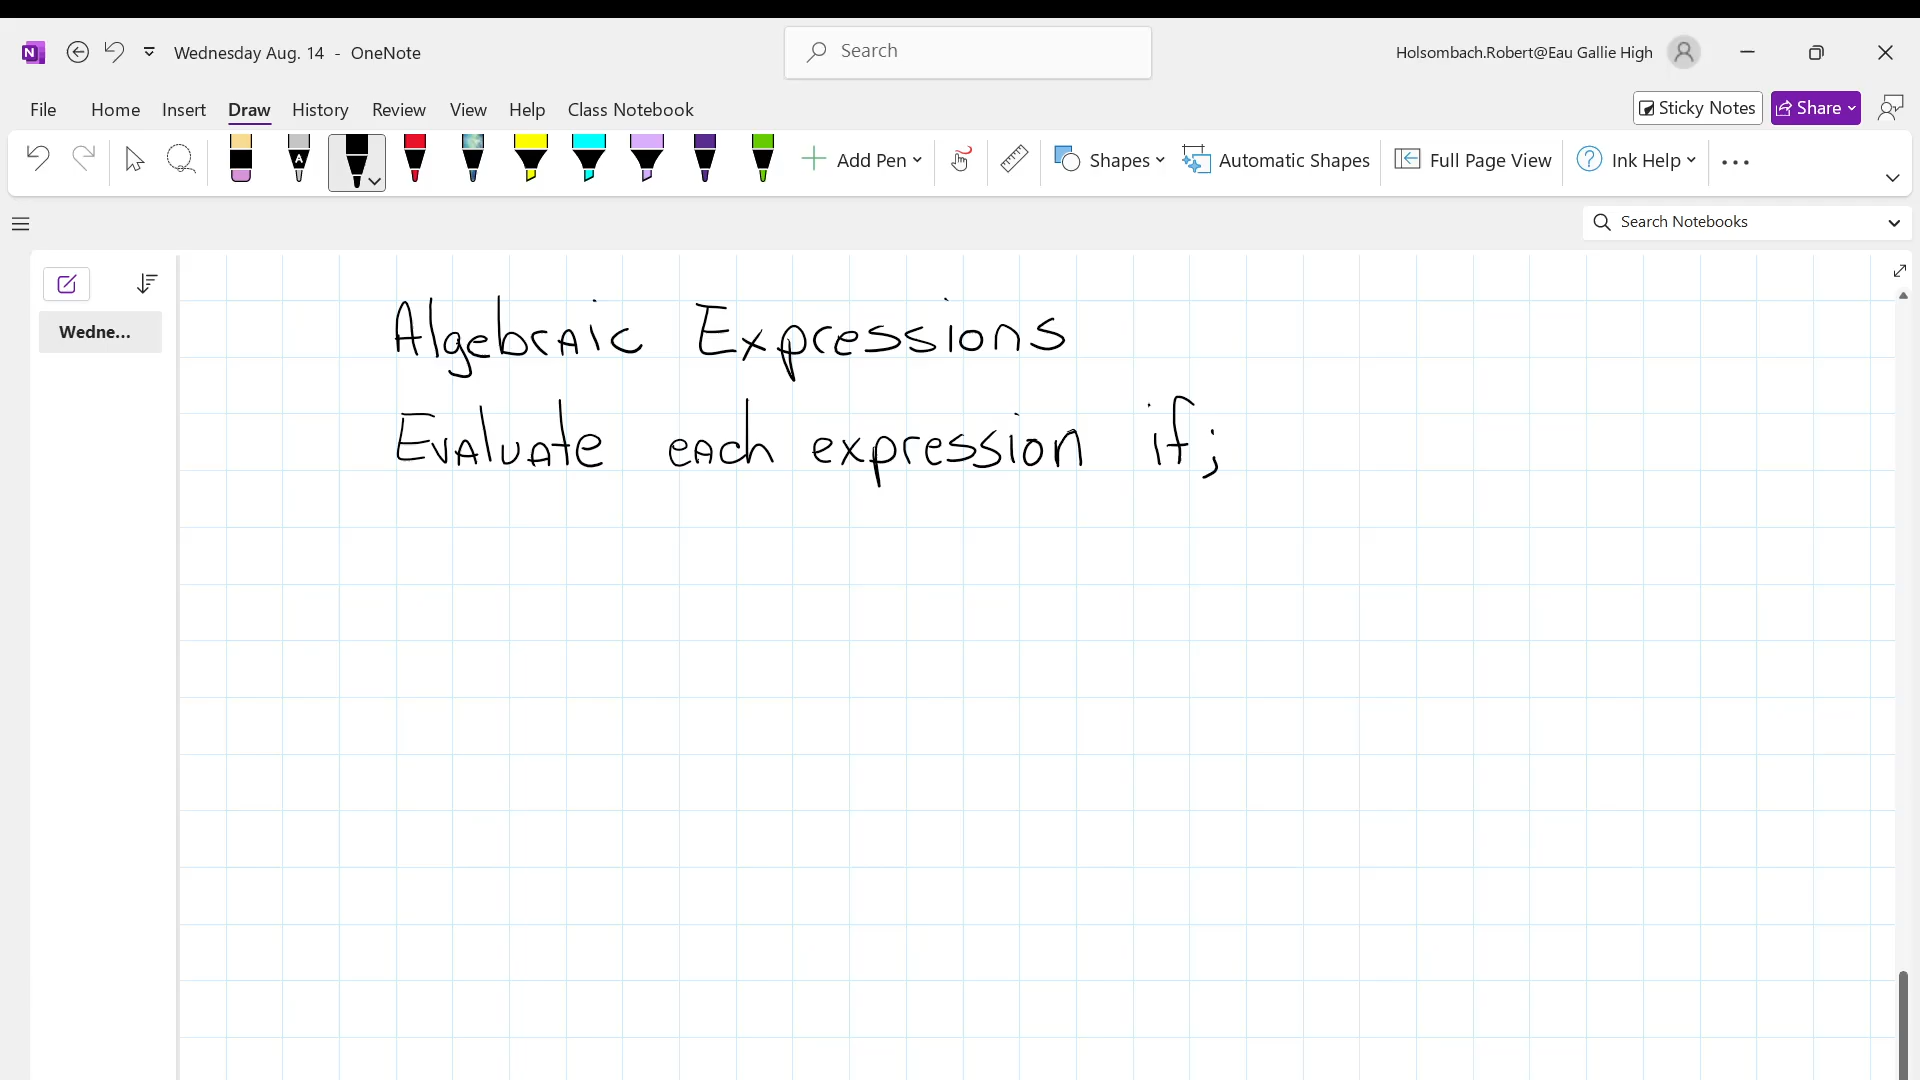 Wednesday Aug. 14 - OneNote
Search
Holsombach.Robert@Eau Gallie High
File Home Insert Draw History Review View Help Class Notebook
Sticky Notes Share
A
Add Pen Shapes Automatic Shapes Full Page View Ink Help
Search Notebooks
Wedne...
Algebraic Expressions
Evaluate each expression if;